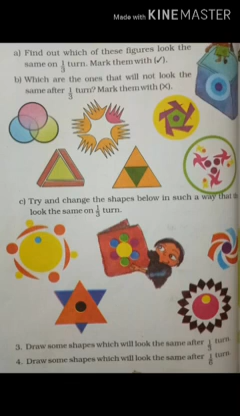 Made with KINEMASTER
a) Find out which of these figures look the
same on 1/3 turn. Mark them with (✓).
b) Which are the ones that will not look the
same after 1/3 turn? Mark them with (X).
c) Try and change the shapes below in such a way that
look the same on 1/3 turn.
3. Draw some shapes which will look the same after 1/3 turn
4. Draw some shapes which will look the same after 1/6 turn